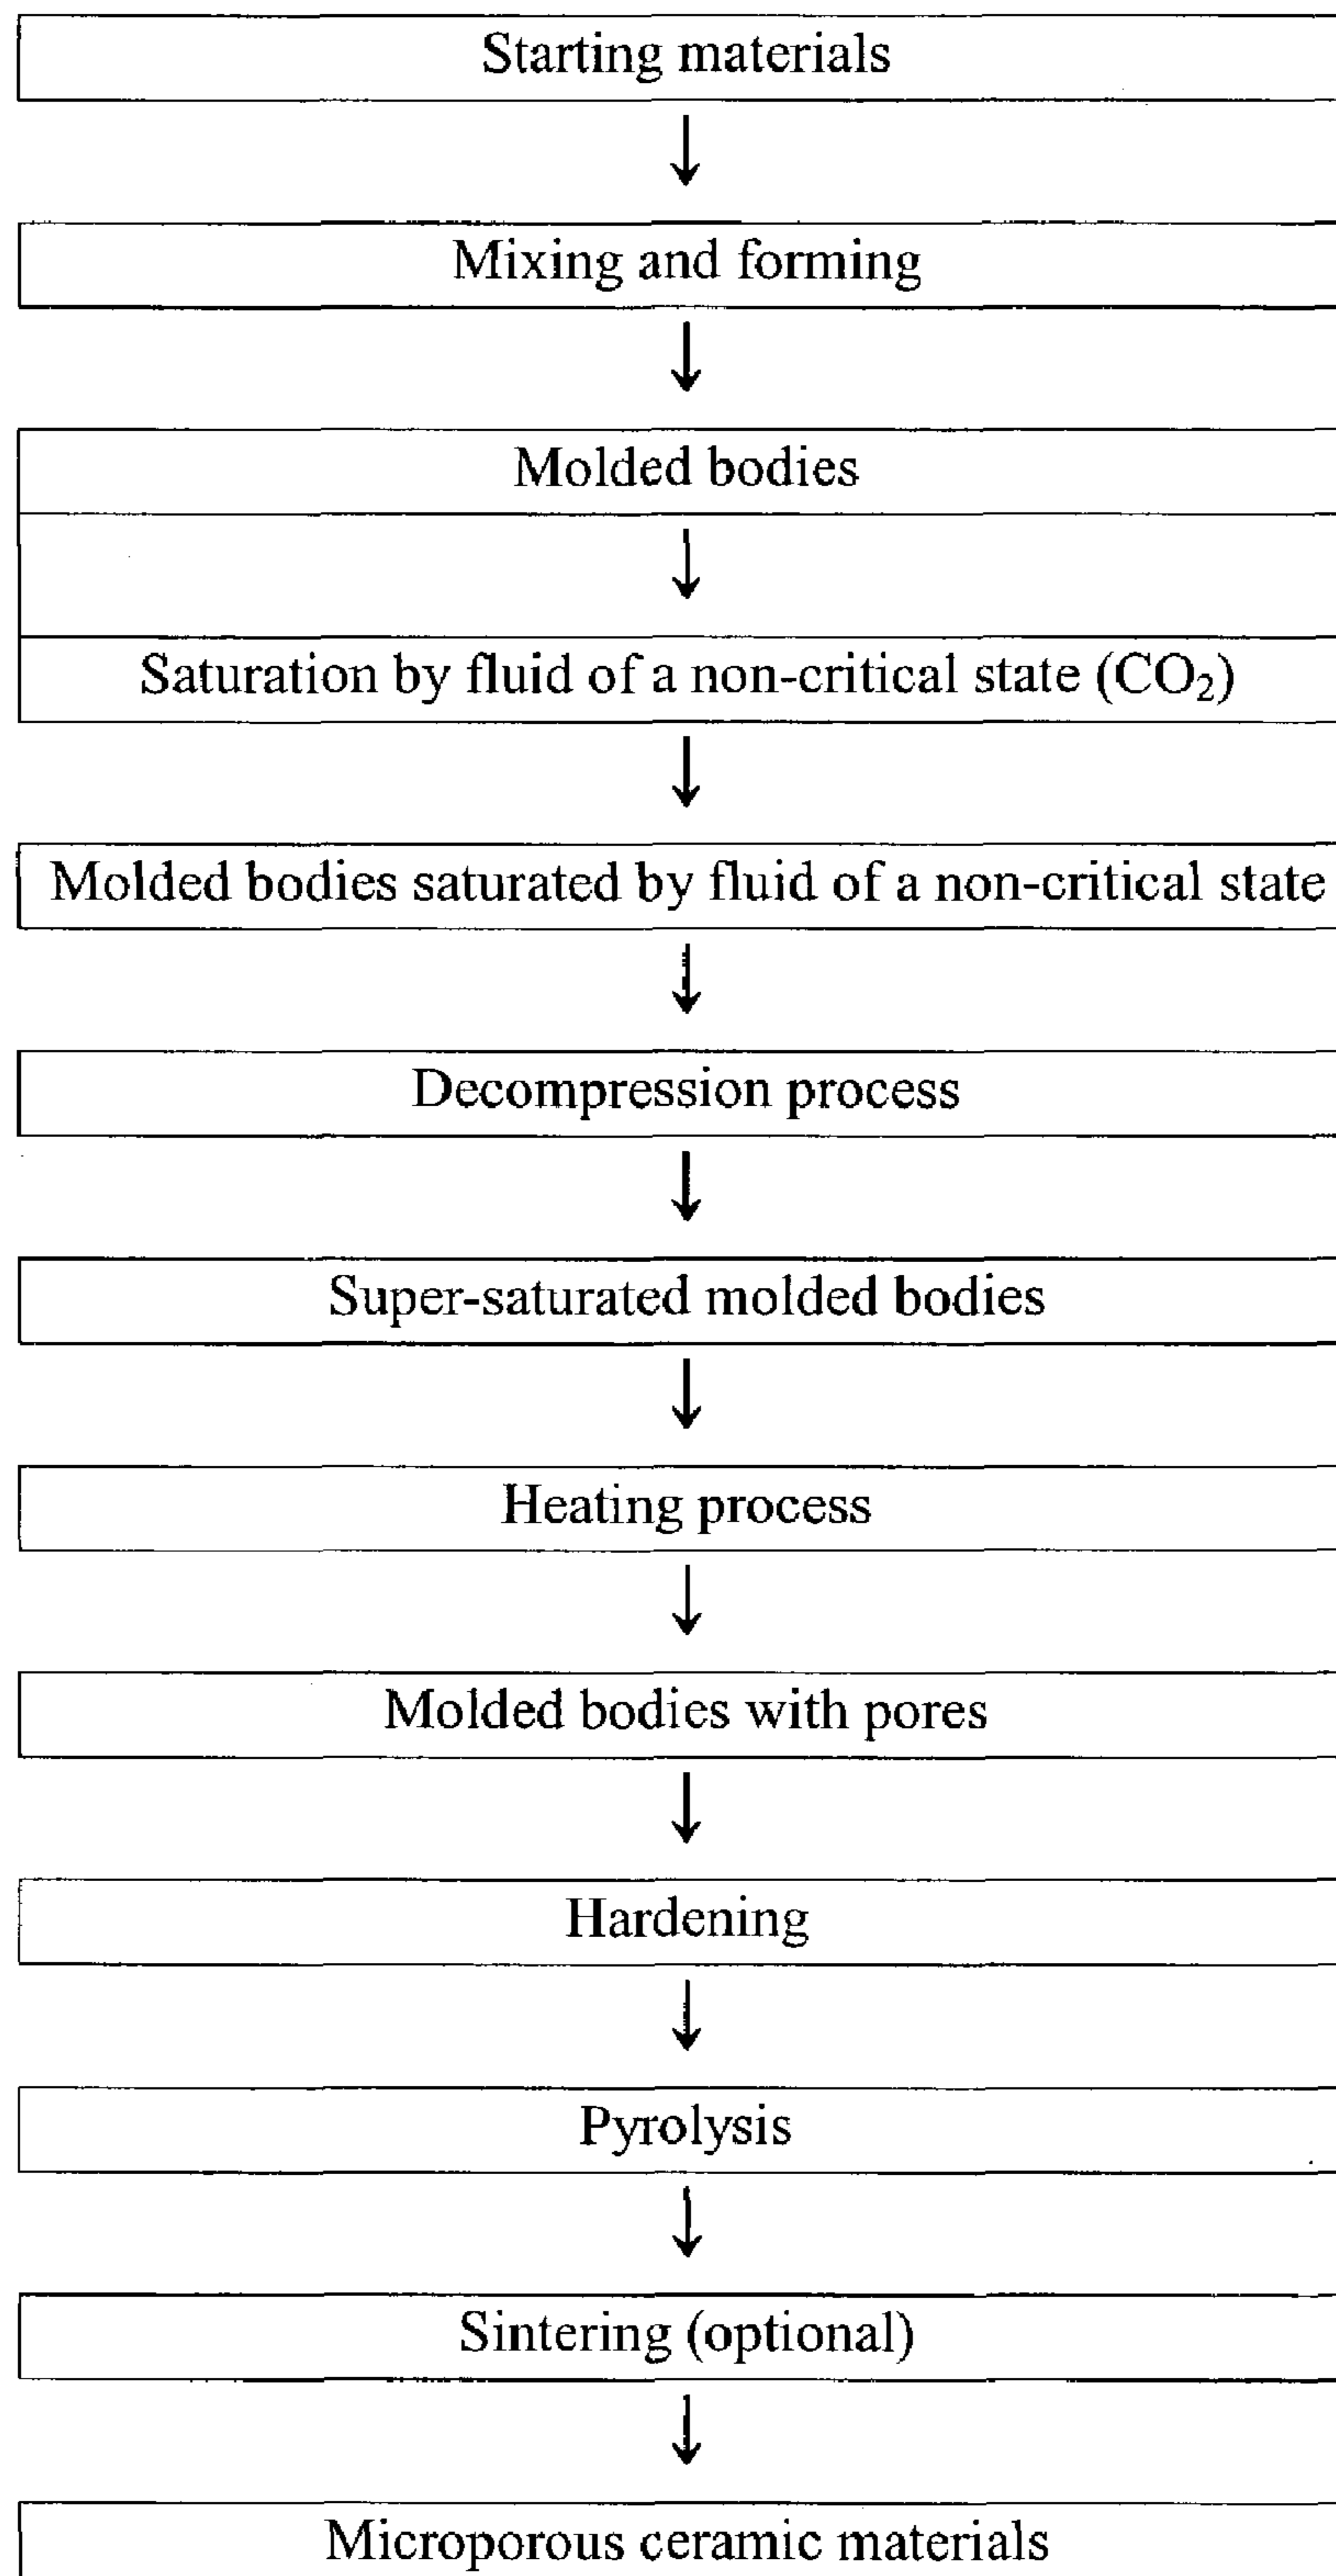 Starting materials
Mixing and forming
Molded bodies
Saturation by fluid of a non-critical state (CO₂)
Molded bodies saturated by fluid of a non-critical state
Decompression process
Super-saturated molded bodies
Heating process
Molded bodies with pores
Hardening
Pyrolysis
Sintering (optional)
Microporous ceramic materials